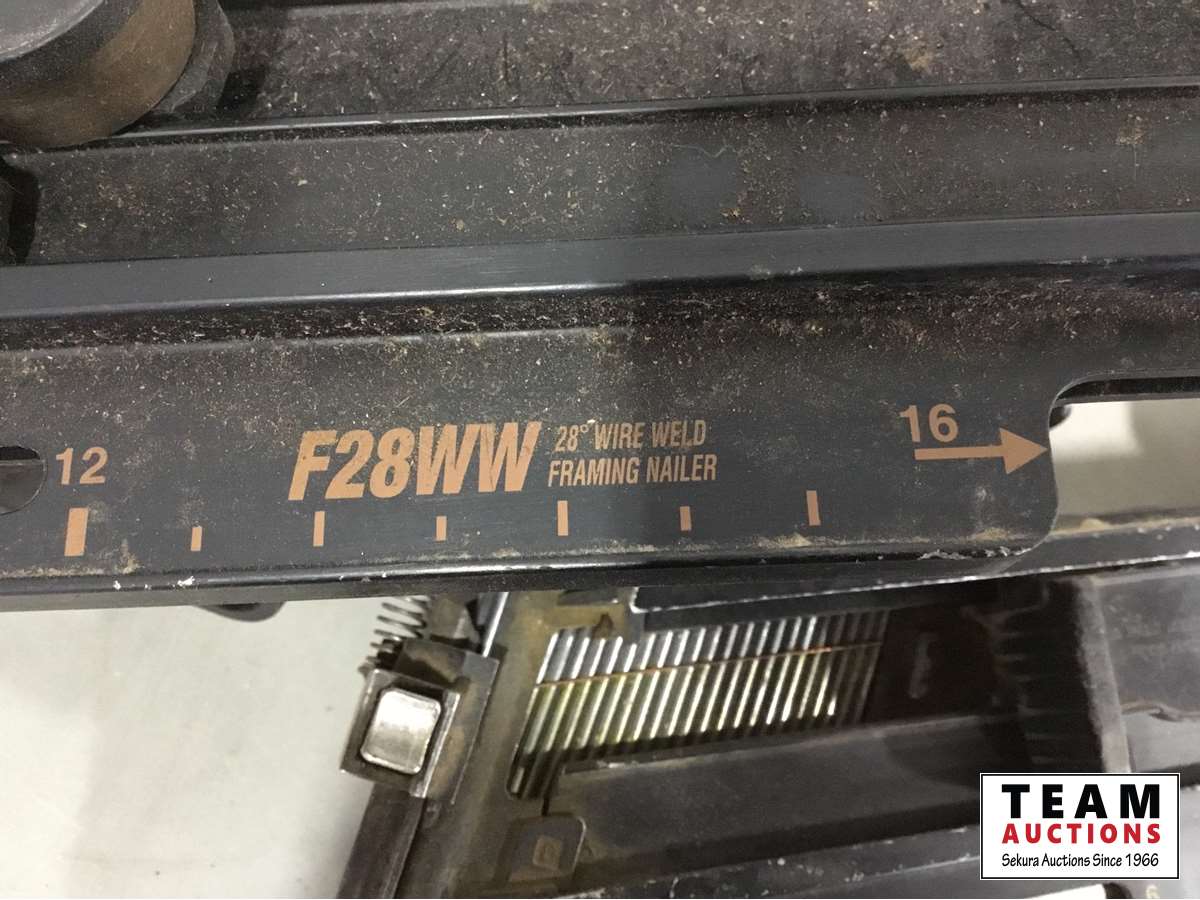 12
F28WW
28° WIRE WELD
FRAMING NAILER
16
TEAM
AUCTIONS
Sekura Auctions Since 1966